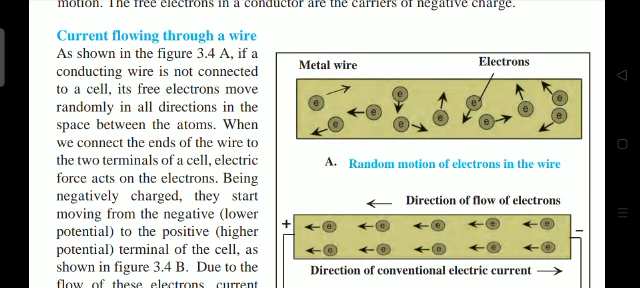 motion. The free electrons in a conductor are the carriers of negative charge.
Current flowing through a wire
As shown in the figure 3.4 A, if a
conducting wire is not connected
to a cell, its free electrons move
randomly in all directions in the
space between the atoms. When
we connect the ends of the wire to
the two terminals of a cell, electric
force acts on the electrons. Being
negatively charged, they start
moving from the negative (lower
potential) to the positive (higher
potential) terminal of the cell, as
shown in figure 3.4 B. Due to the
flow of these electrons, current
Metal wire
Electrons
e e e e e e e e e e e
A. Random motion of electrons in the wire
Direction of flow of electrons
+ e e e e e −
e e e e e
Direction of conventional electric current